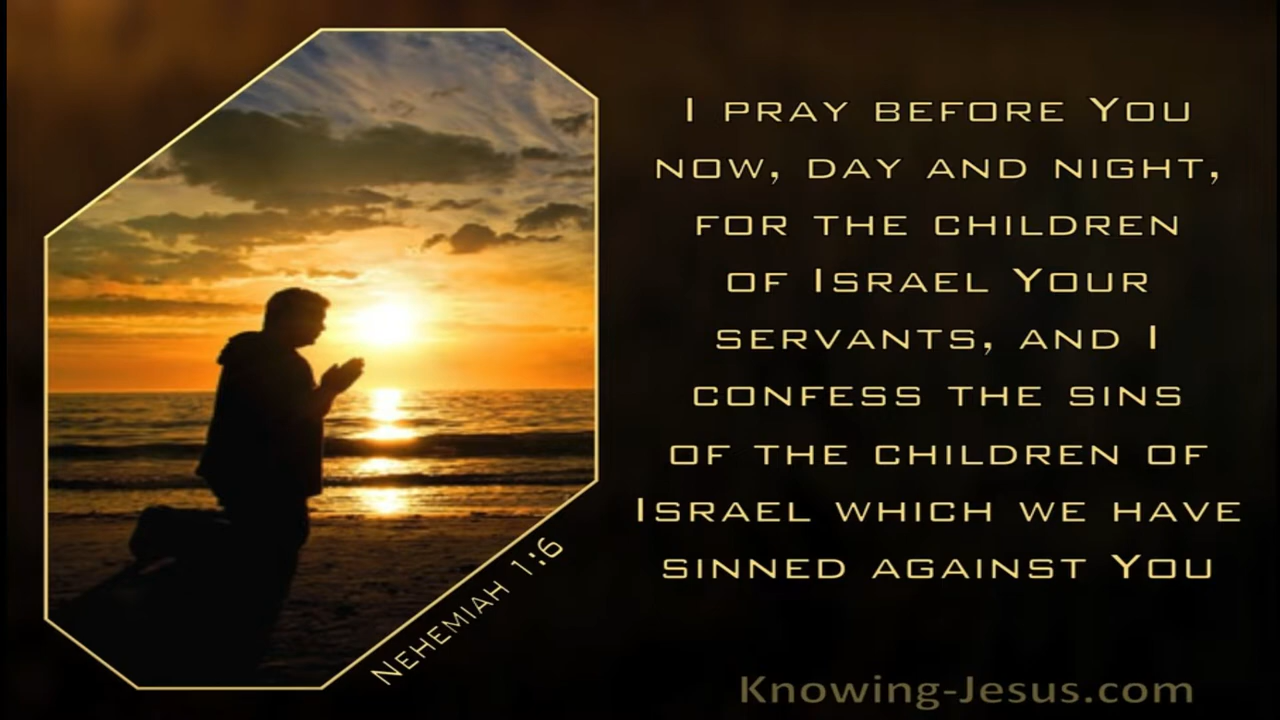 I pray before You
now, day and night,
for the children
of Israel Your
servants, and I
confess the sins
of the children of
Israel which we have
sinned against You
Nehemiah 1:6
Knowing-Jesus.com